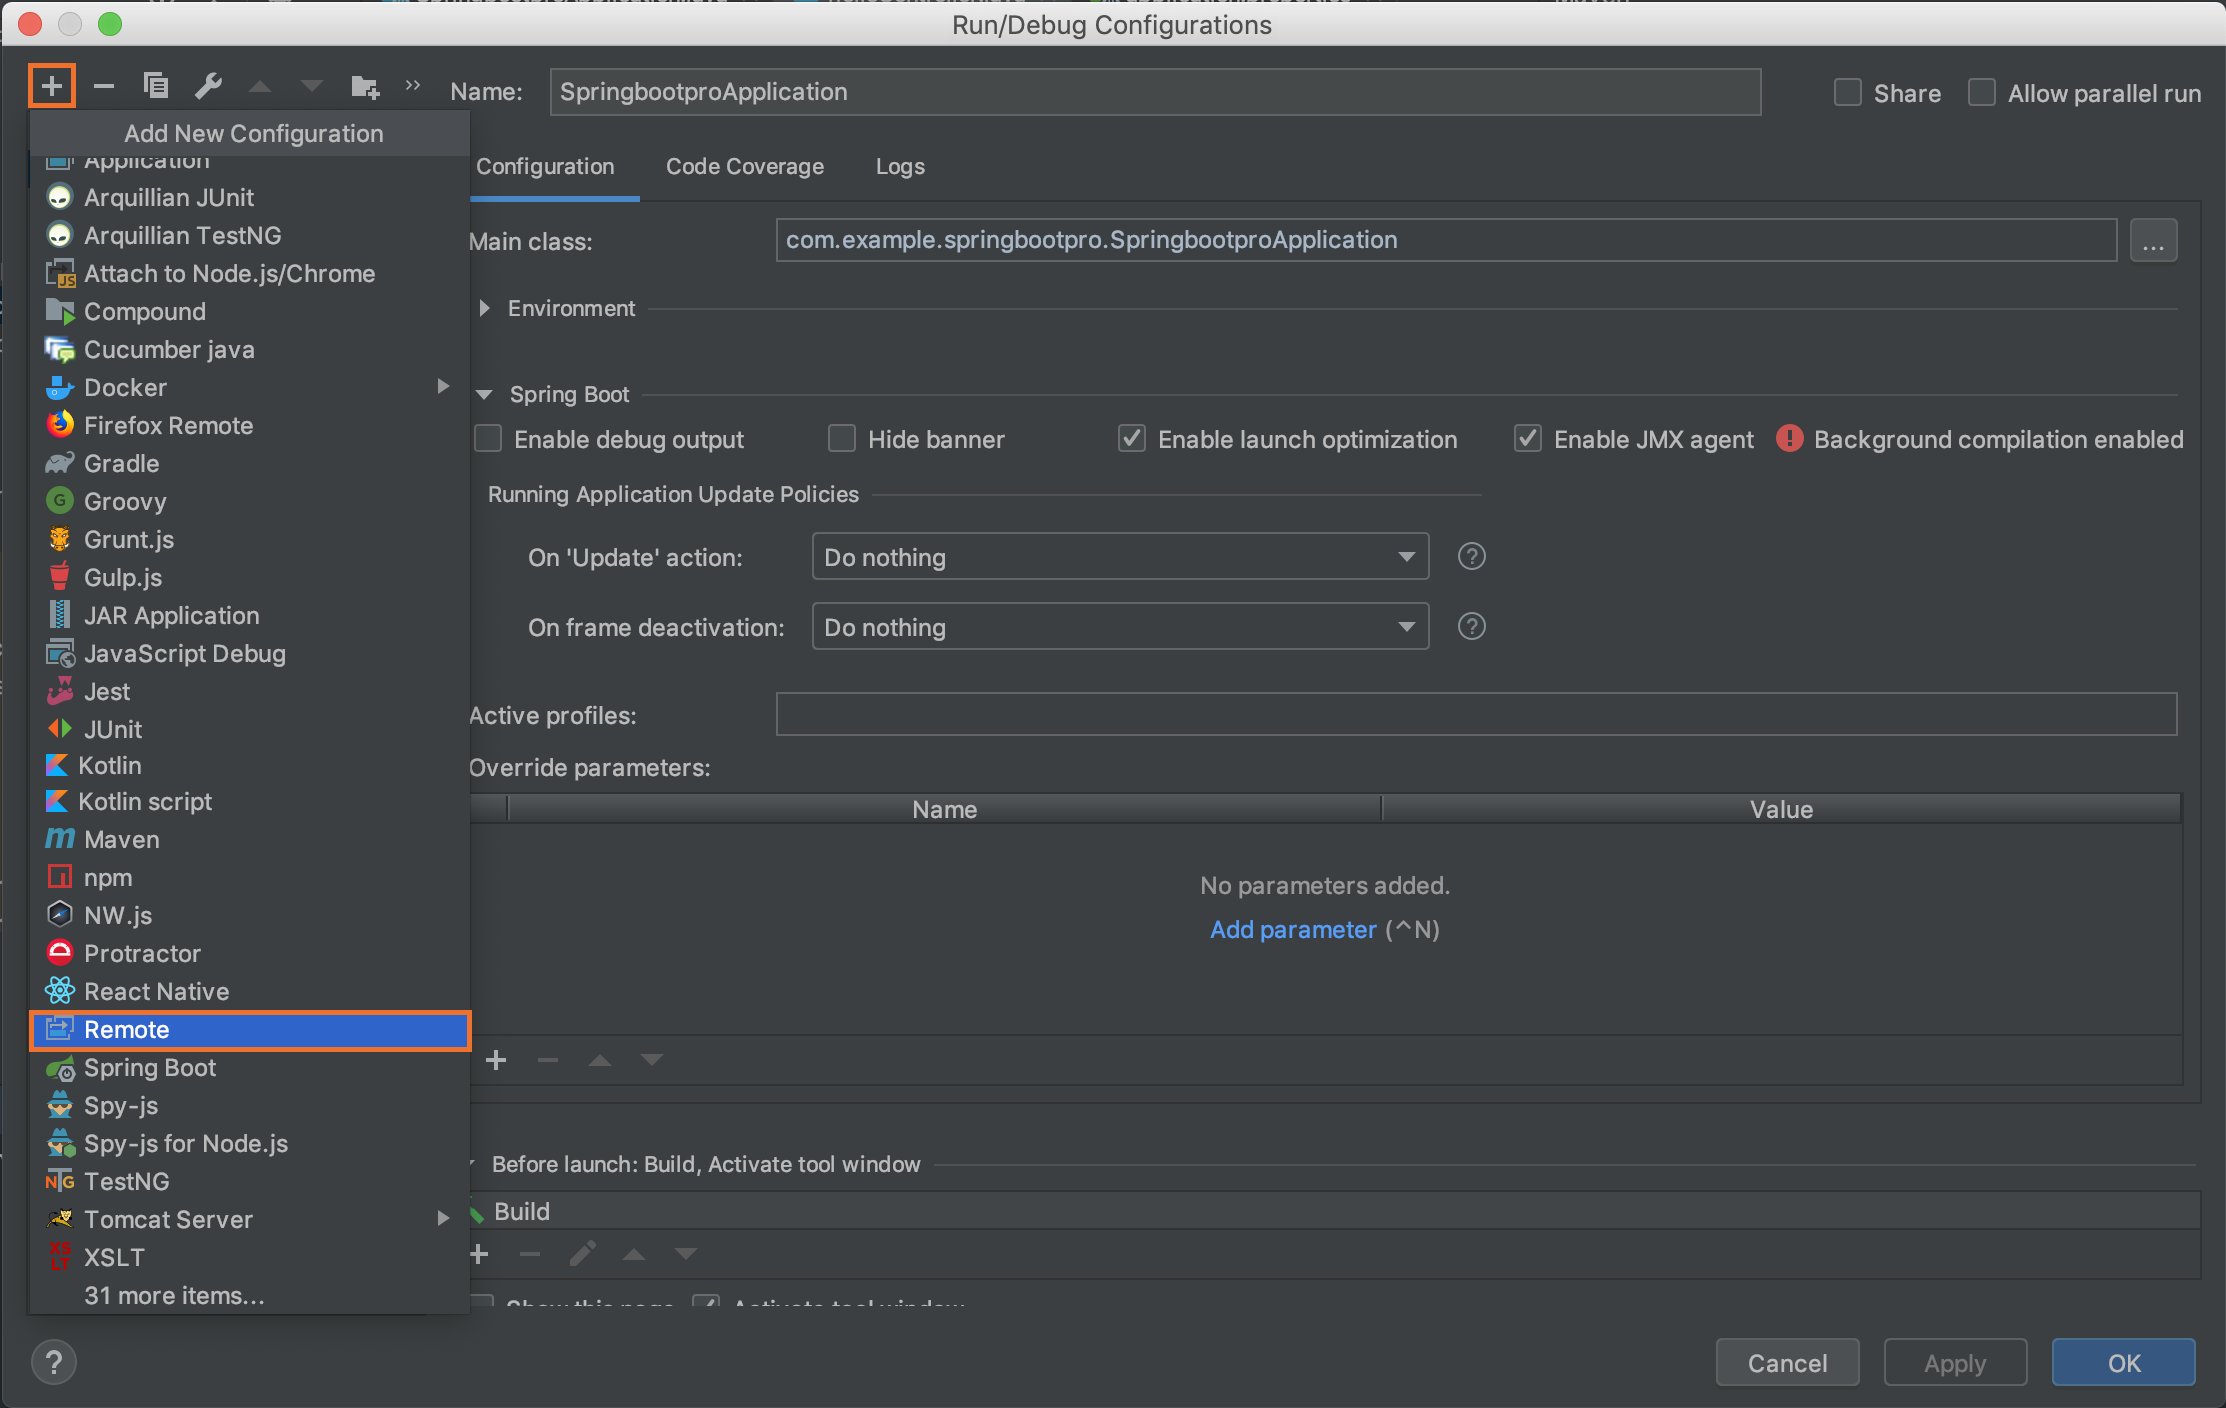 Run/Debug Configurations
Name: SpringbootproApplication Share Allow parallel run
Add New Configuration
Application
Arquillian JUnit
Arquillian TestNG
Attach to Node.js/Chrome
Compound
Cucumber java
Docker
Firefox Remote
Gradle
Groovy
Grunt.js
Gulp.js
JAR Application
JavaScript Debug
Jest
JUnit
Kotlin
Kotlin script
Maven
npm
NW.js
Protractor
React Native
Remote
Spring Boot
Spy-js
Spy-js for Node.js
TestNG
Tomcat Server
XSLT
31 more items...
Configuration Code Coverage Logs
Main class: com.example.springbootpro.SpringbootproApplication ...
Environment
Spring Boot
Enable debug output Hide banner Enable launch optimization Enable JMX agent Background compilation enabled
Running Application Update Policies
On 'Update' action: Do nothing ?
On frame deactivation: Do nothing ?
Active profiles:
Override parameters:
Name Value
No parameters added.
Add parameter (^N)
Before launch: Build, Activate tool window
Build
Show this page Activate tool window
? Cancel Apply OK